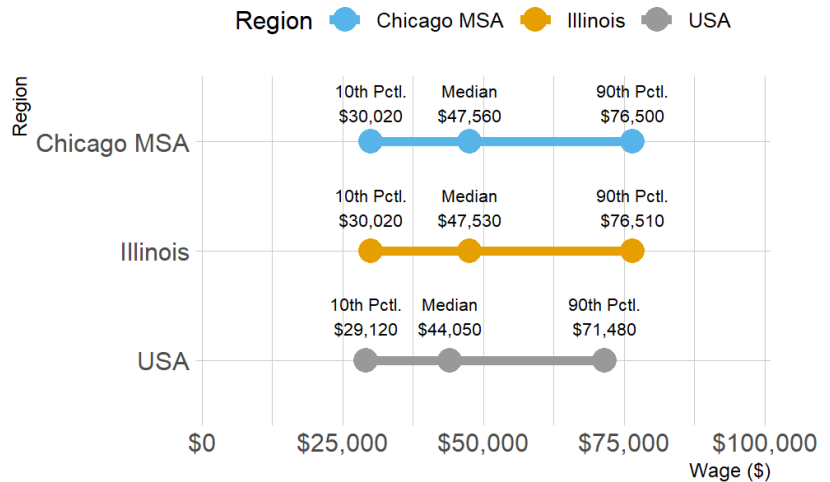 Region Chicago MSA Illinois USA
Region
10th Pctl. Median 90th Pctl.
$30,020 $47,560 $76,500
Chicago MSA
10th Pctl. Median 90th Pctl.
$30,020 $47,530 $76,510
Illinois
10th Pctl. Median 90th Pctl.
$29,120 $44,050 $71,480
USA
$0 $25,000 $50,000 $75,000 $100,000
Wage ($)